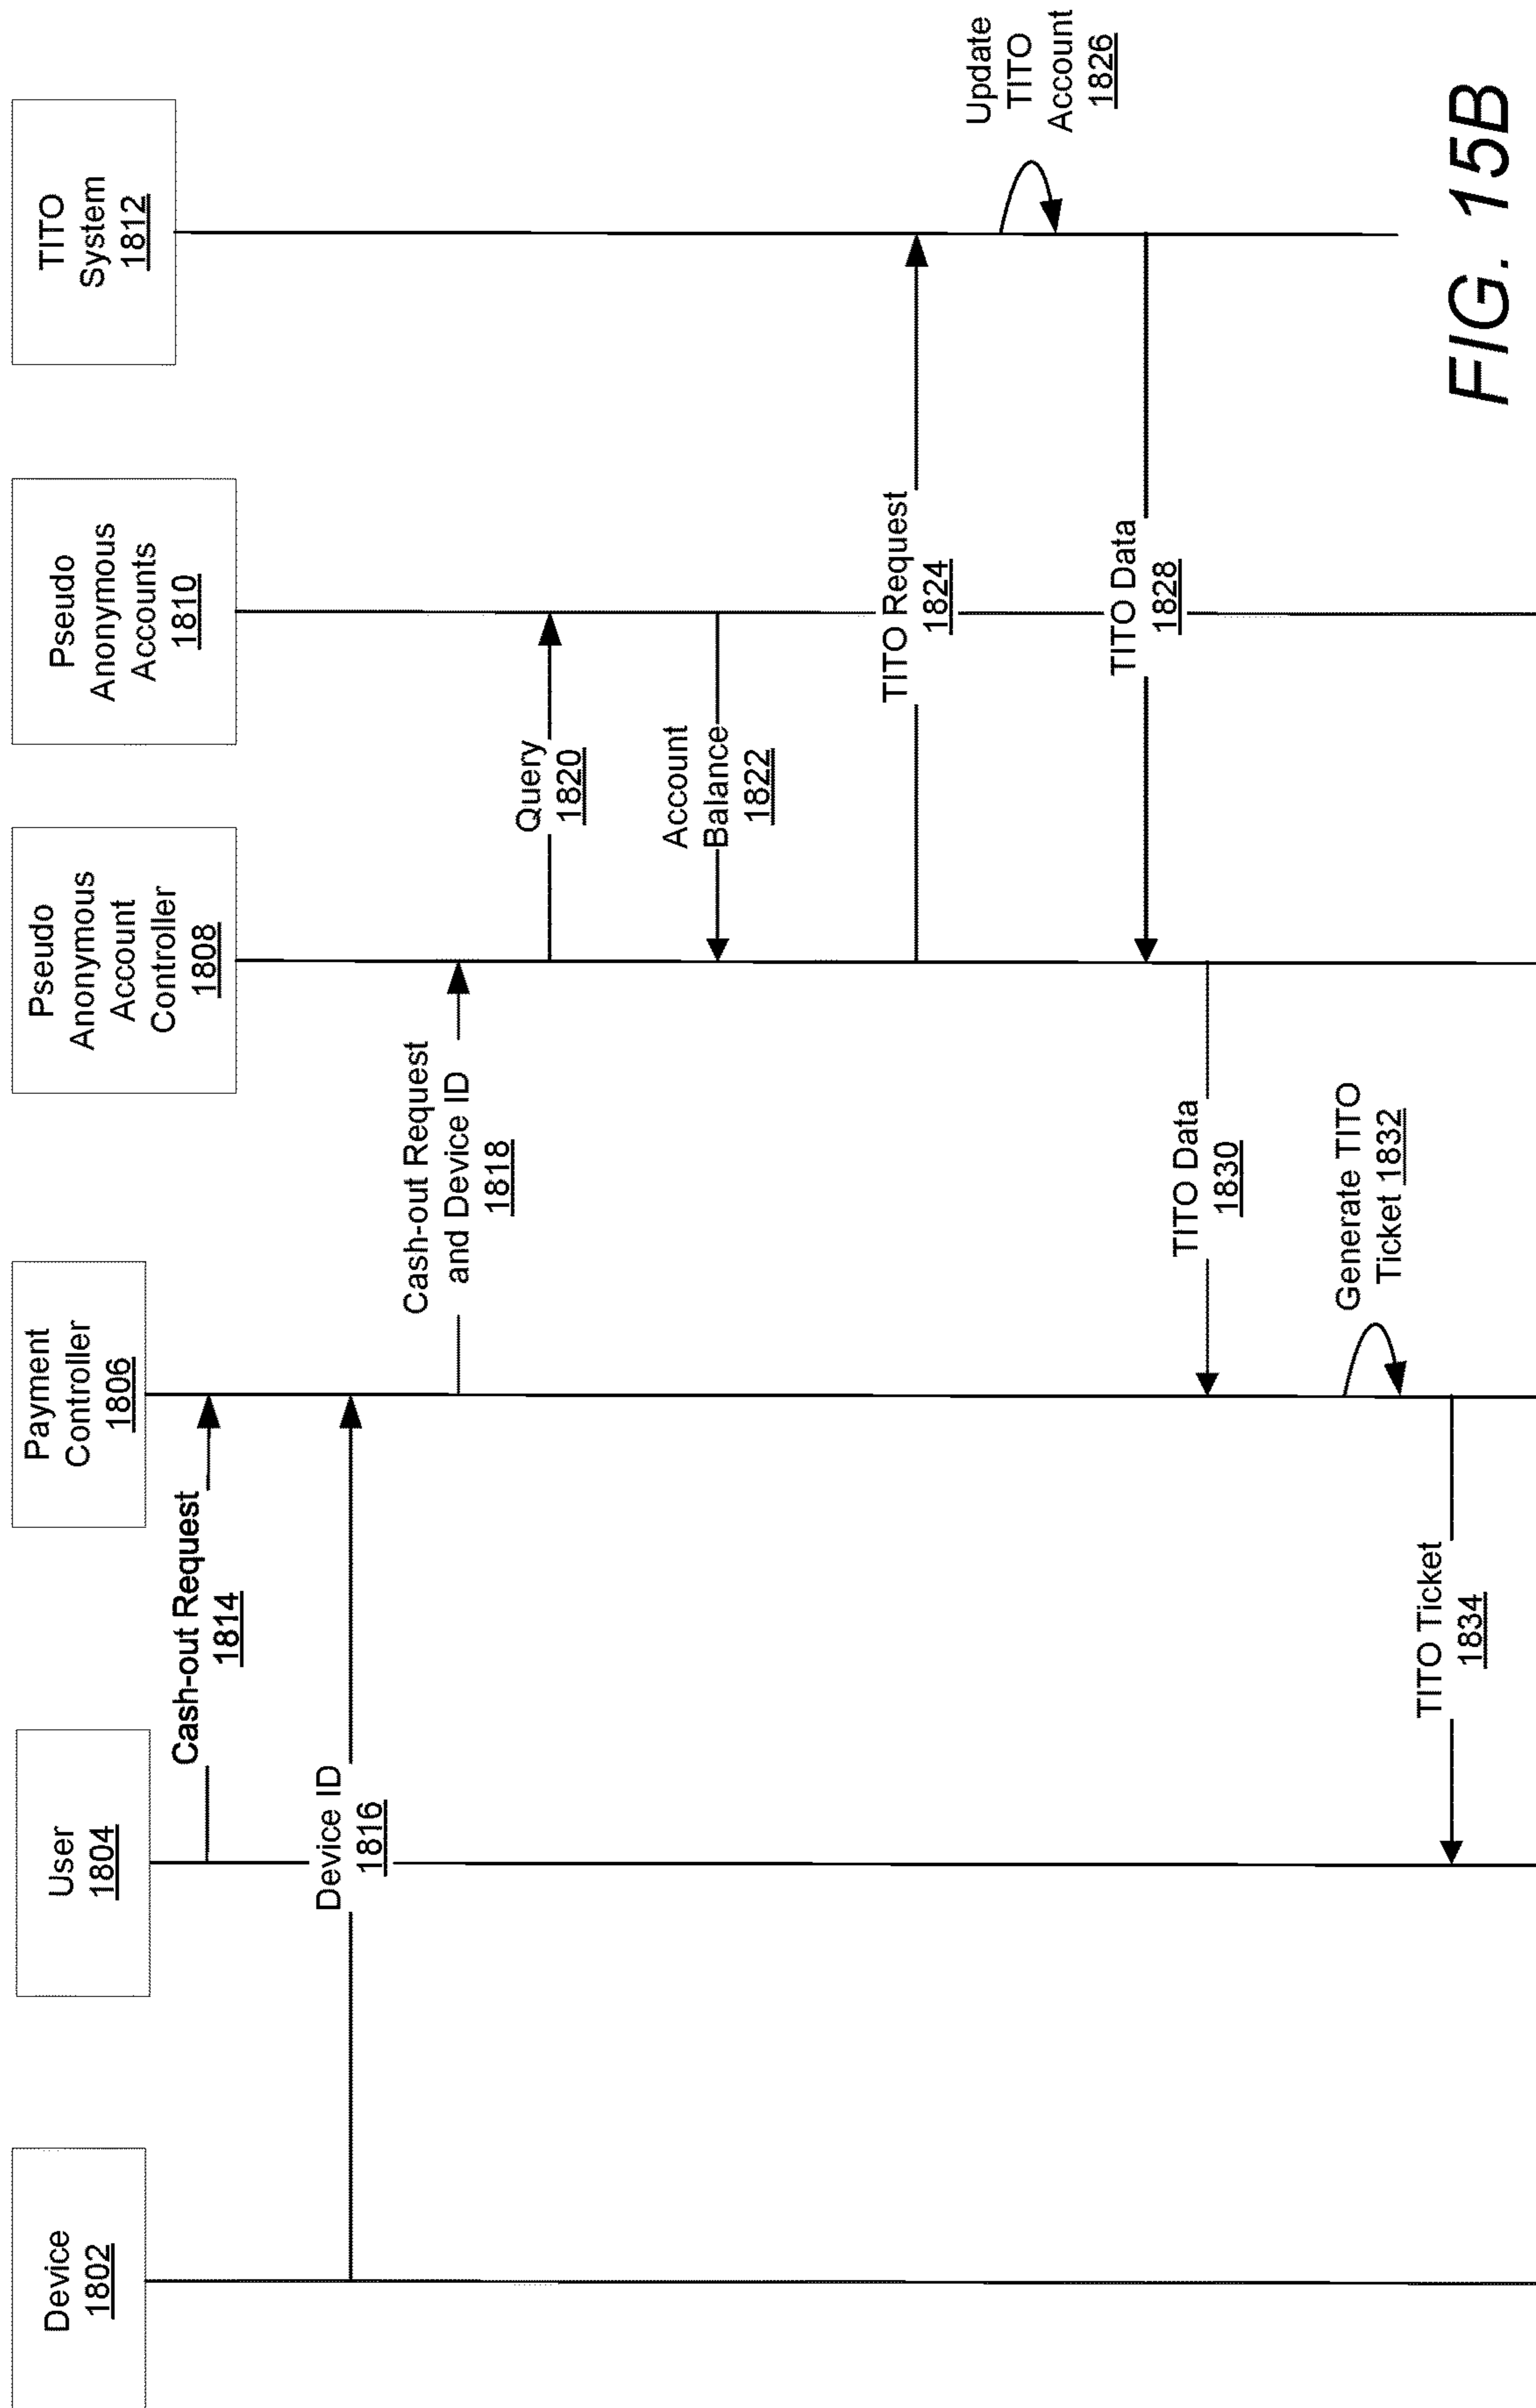 Device
1802
User
1804
Payment
Controller
1806
Pseudo
Anonymous
Account
Controller
1808
Pseudo
Anonymous
Accounts
1810
TITO
System
1812
Cash-out Request
1814
Device ID
1816
Cash-out Request
and Device ID
1818
Query
1820
Account
Balance
1822
TITO Request
1824
Update
TITO
Account
1826
TITO Data
1828
TITO Data
1830
Generate TITO
Ticket 1832
TITO Ticket
1834
FIG. 15B